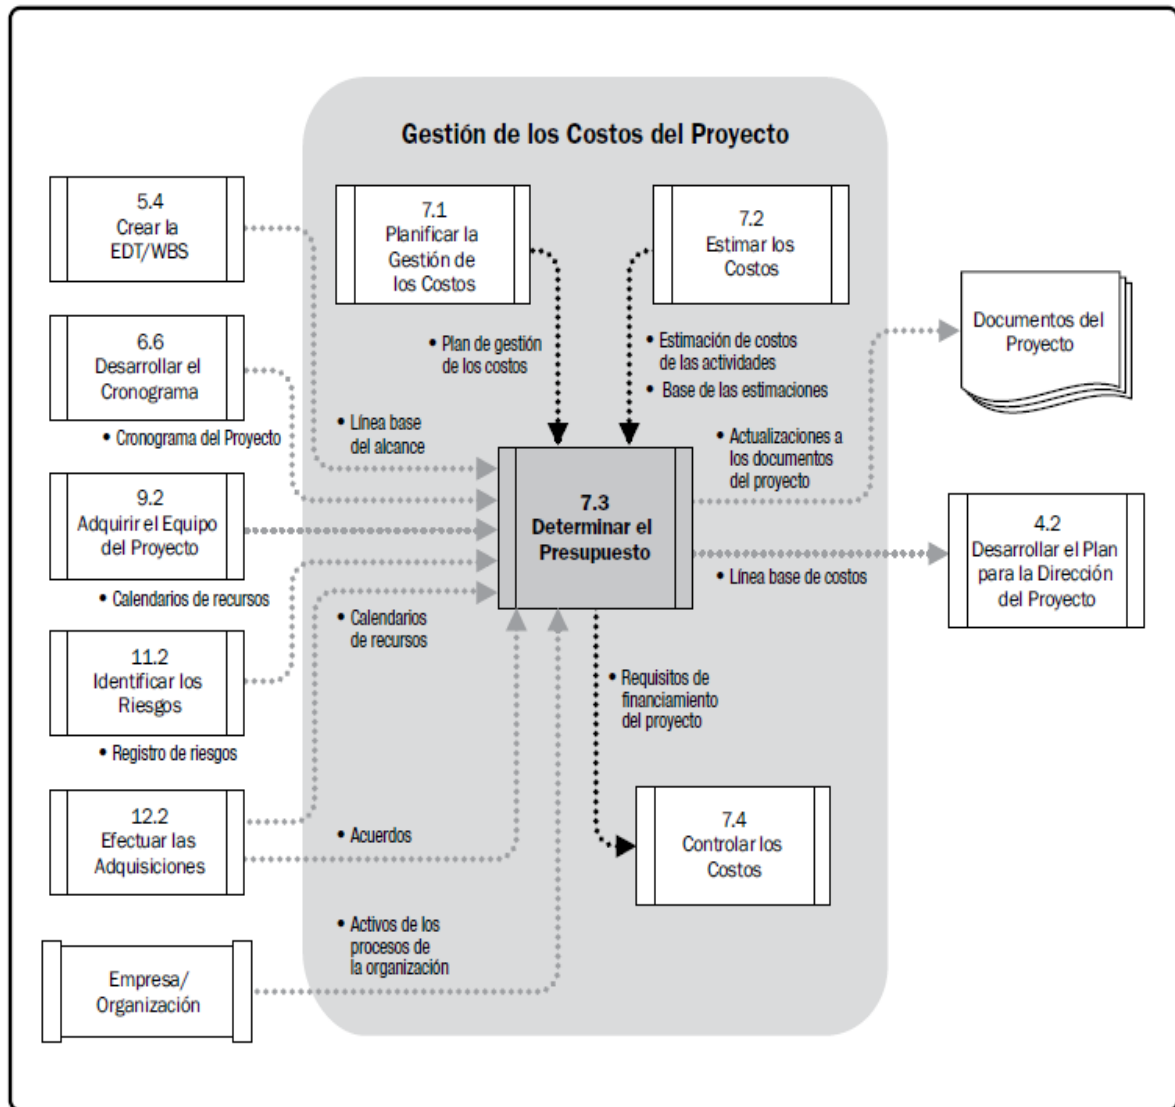 Gestión de los Costos del Proyecto
5.4
Crear la
EDT/WBS
7.1
Planificar la
Gestión de
los Costos
7.2
Estimar los
Costos
6.6
Desarrollar el
Cronograma
• Cronograma del Proyecto
• Plan de gestión
de los costos
• Estimación de costos
de las actividades
• Base de las estimaciones
Documentos del
Proyecto
• Línea base
del alcance
• Actualizaciones a
los documentos
del proyecto
9.2
Adquirir el Equipo
del Proyecto
• Calendarios de recursos
7.3
Determinar el
Presupuesto
• Línea base de costos
4.2
Desarrollar el Plan
para la Dirección
del Proyecto
11.2
Identificar los
Riesgos
• Registro de riesgos
• Calendarios
de recursos
• Requisitos de
financiamiento
del proyecto
12.2
Efectuar las
Adquisiciones
• Acuerdos
7.4
Controlar los
Costos
• Activos de los
procesos de
la organización
Empresa/
Organización